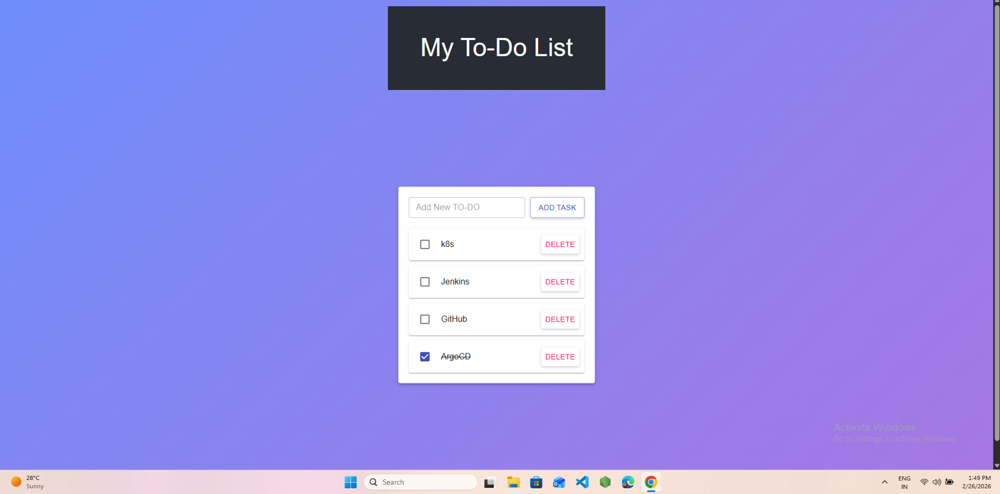 My To-Do List
Add New TO-DO
ADD TASK
k8s
DELETE
Jenkins
DELETE
GitHub
DELETE
ArgoCD
DELETE
Activate Windows
Go to Settings to activate Windows.
28°C
Sunny
Search
ENG
IN
1:49 PM
2/26/2026